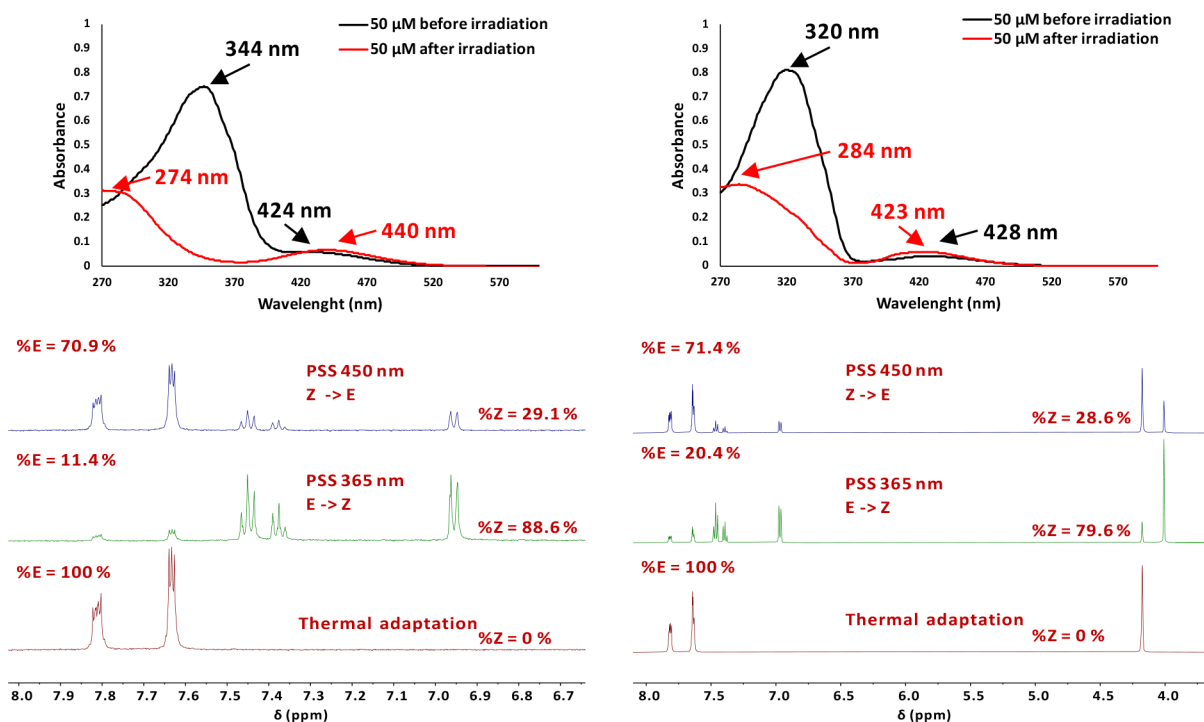 1
0.9
0.8
0.7
0.6
0.5
0.4
0.3
0.2
0.1
0
Absorbance
50 µM before irradiation
50 µM after irradiation
344 nm
274 nm
424 nm
440 nm
270 320 370 420 470 520 570
Wavelenght (nm)
1
0.9
0.8
0.7
0.6
0.5
0.4
0.3
0.2
0.1
0
Absorbance
50 µM before irradiation
50 µM after irradiation
320 nm
284 nm
423 nm
428 nm
270 320 370 420 470 520 570
Wavelenght (nm)
%E = 70.9 %
PSS 450 nm
Z -> E
%Z = 29.1 %
%E = 11.4 %
PSS 365 nm
E -> Z
%Z = 88.6 %
%E = 100 %
Thermal adaptation
%Z = 0 %
8.0 7.9 7.8 7.7 7.6 7.5 7.4 7.3 7.2 7.1 7.0 6.9 6.8 6.7
δ (ppm)
%E = 71.4 %
PSS 450 nm
Z -> E
%Z = 28.6 %
%E = 20.4 %
PSS 365 nm
E -> Z
%Z = 79.6 %
%E = 100 %
Thermal adaptation
%Z = 0 %
8.0 7.5 7.0 6.5 6.0 5.5 5.0 4.5 4.0
δ (ppm)